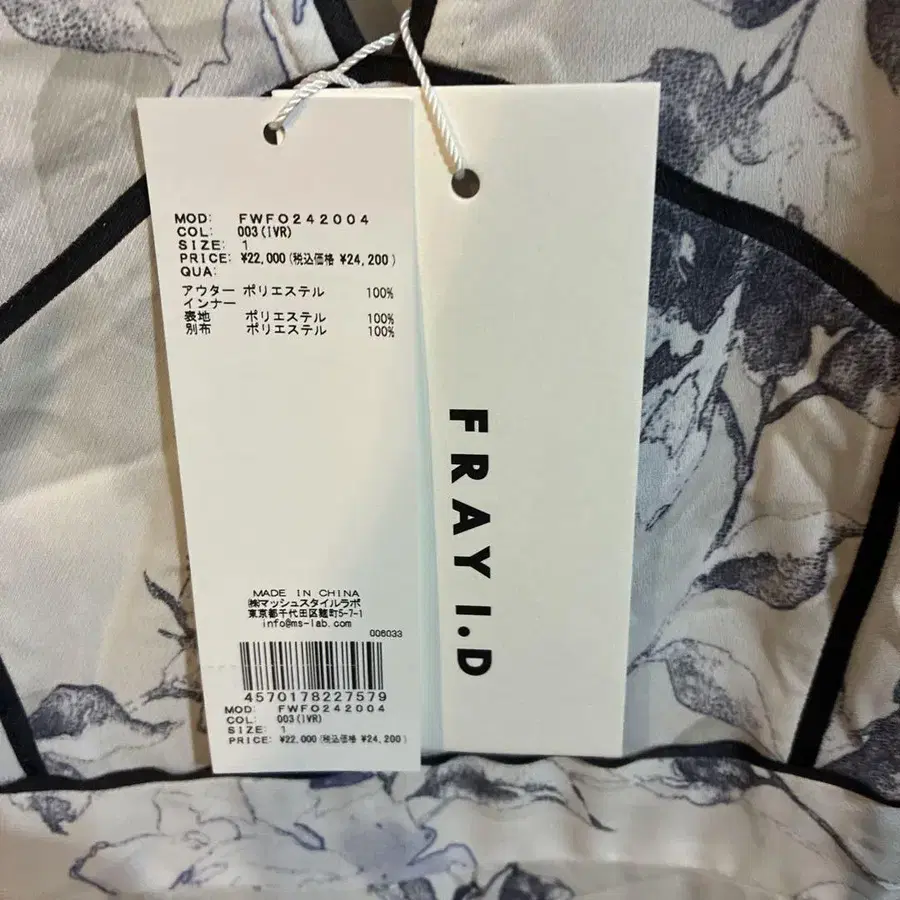 MOD: FWFO242004
COL: 003(IVR)
SIZE: 1
PRICE: ¥22,000(税込価格 ¥24,200)
QUA:
アウター ポリエステル 100%
インナー
表地 ポリエステル 100%
別布 ポリエステル 100%
MADE IN CHINA
㈱マッシュスタイルラボ
東京都千代田区麹町5-7-1
info@ms-lab.com
006033
4570178227579
MOD: FWFO242004
COL: 003(IVR)
SIZE: 1
PRICE: ¥22,000(税込価格 ¥24,200)
FRAY I.D